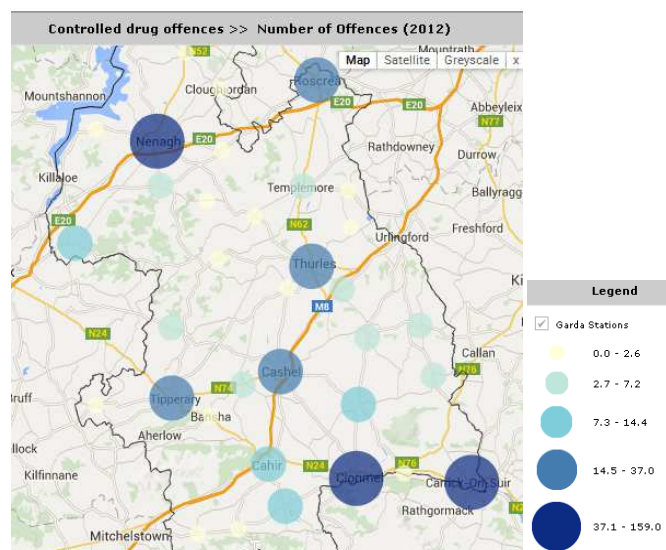 Controlled drug offences >> Number of Offences (2012)
N52
Mountrath
Map Satellite Greyscale x
Roscrea
Cloughjordan
Mountshannon
E20
E20
Abbeyleix
N77
Nenagh
E20
Rathdowney
Durrow
Killaloe
Templemore
Ballyragg
E20
N62
Freshford
Urlingford
Thurles
M8
N24
Callan
Cashel
N76
N74
Tipperary
Bansha
Aherlow
Kilfinnane
Cahir
N24
N76
Clonmel
Carrick-On-Suir
Rathgormack
Mitchelstown
Legend
Garda Stations
0.0 - 2.6
2.7 - 7.2
7.3 - 14.4
14.5 - 37.0
37.1 - 159.0